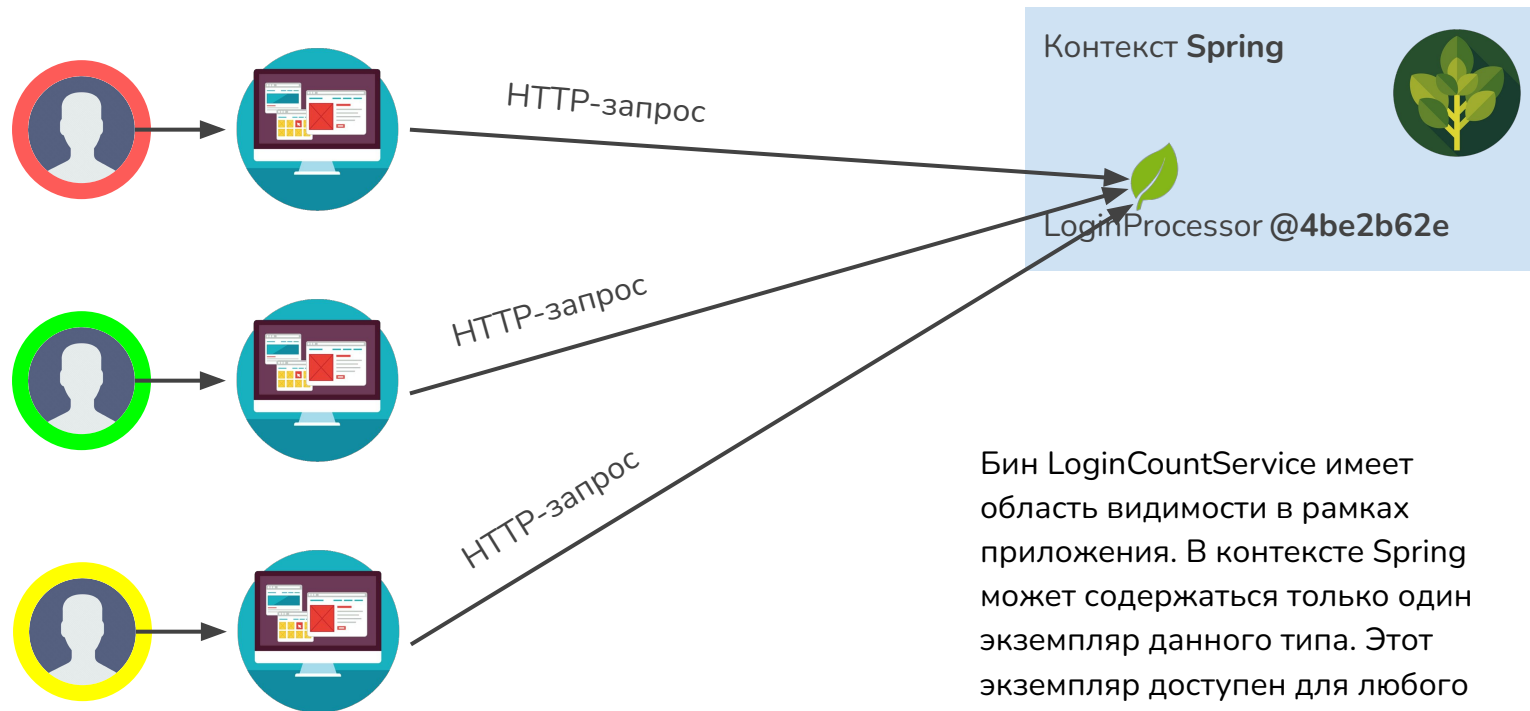 Контекст Spring
HTTP-запрос
LoginProcessor @4be2b62e
HTTP-запрос
HTTP-запрос
Бин LoginCountService имеет
область видимости в рамках
приложения. В контексте Spring
может содержаться только один
экземпляр данного типа. Этот
экземпляр доступен для любого